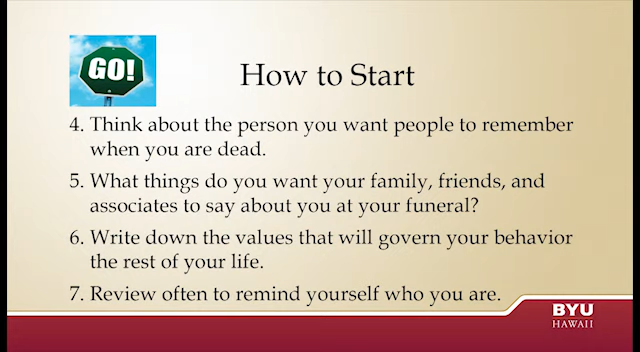 GO!
How to Start
4. Think about the person you want people to remember
when you are dead.
5. What things do you want your family, friends, and
associates to say about you at your funeral?
6. Write down the values that will govern your behavior
the rest of your life.
7. Review often to remind yourself who you are.
BYU
HAWAII